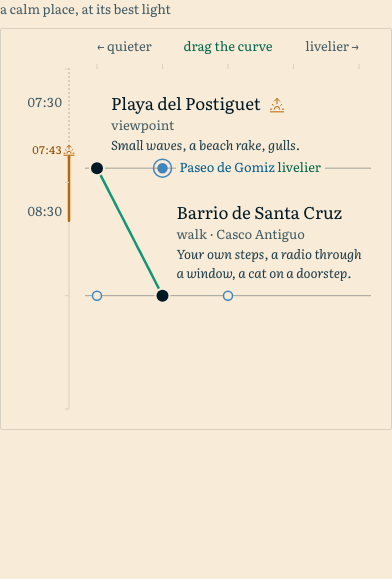 a calm place, at its best light
← quieter drag the curve livelier →
07:30
Playa del Postiguet
viewpoint
07:43
Small waves, a beach rake, gulls.
Paseo de Gomiz livelier
08:30
Barrio de Santa Cruz
walk · Casco Antiguo
Your own steps, a radio through
a window, a cat on a doorstep.